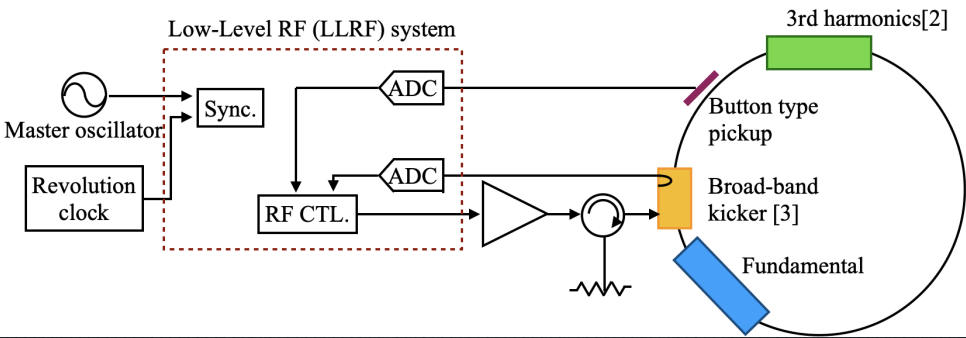 3rd harmonics[2]
Low-Level RF (LLRF) system
ADC
Sync.
Master oscillator
Button type
pickup
Revolution
clock
ADC
RF CTL.
Broad-band
kicker [3]
Fundamental